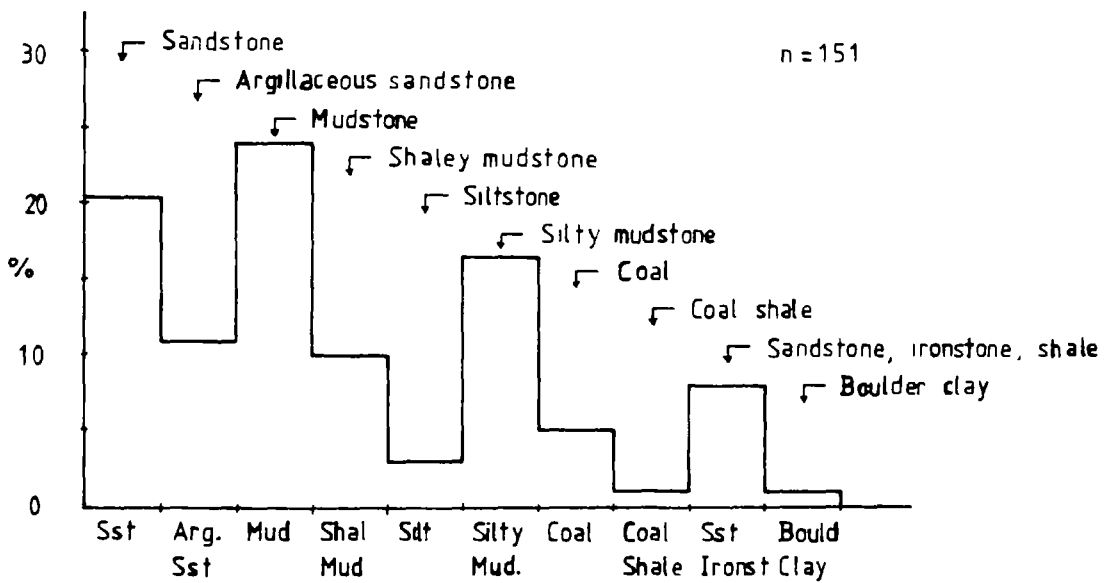 30
Sandstone
n = 151
Argillaceous sandstone
Mudstone
Shaley mudstone
20
Siltstone
Silty mudstone
%
Coal
Coal shale
10
Sandstone, ironstone, shale
Boulder clay
0
Sst Arg. Mud Shal Slt Silty Coal Coal Sst Bould
Sst Mud Mud. Shale Ironst Clay